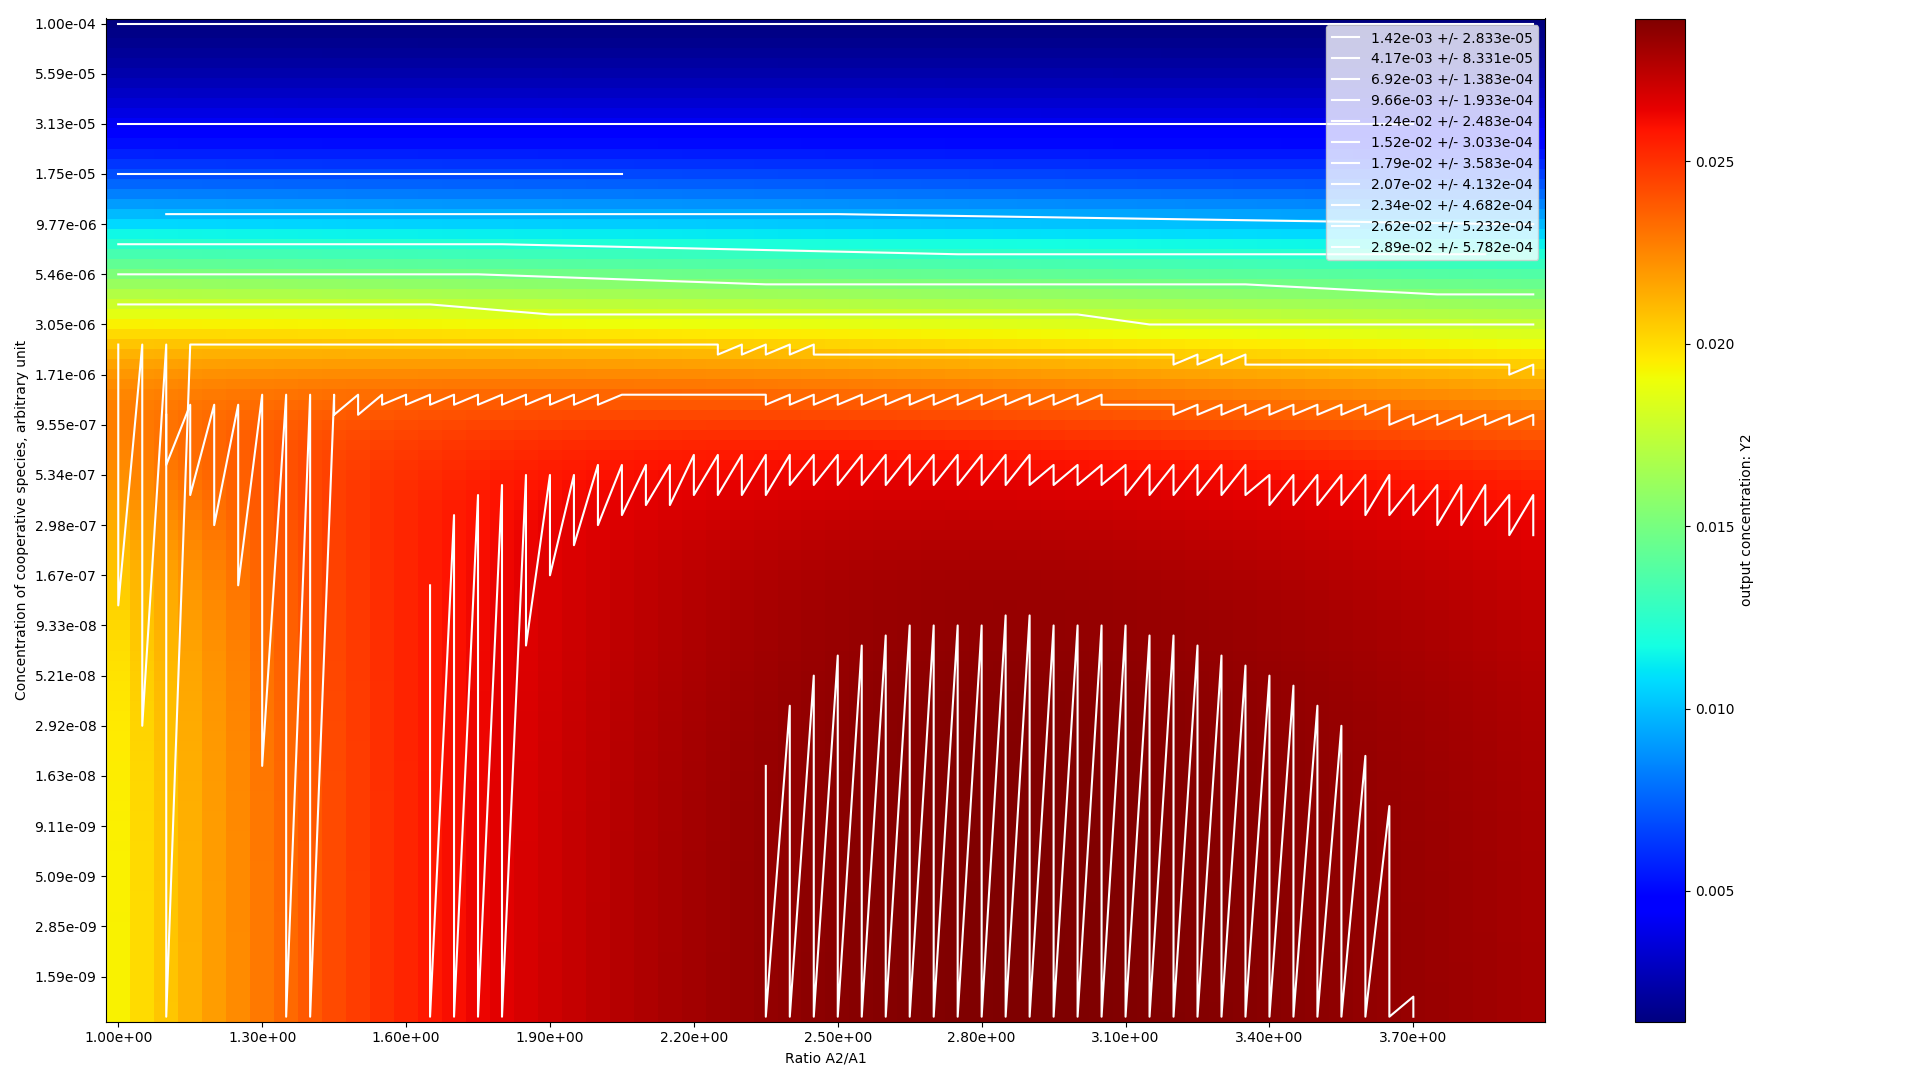 Concentration of cooperative species, arbitrary unit
1.00e-04
5.59e-05
3.13e-05
1.75e-05
9.77e-06
5.46e-06
3.05e-06
1.71e-06
9.55e-07
5.34e-07
2.98e-07
1.67e-07
9.33e-08
5.21e-08
2.92e-08
1.63e-08
9.11e-09
5.09e-09
2.85e-09
1.59e-09
1.42e-03 +/- 2.833e-05
4.17e-03 +/- 8.331e-05
6.92e-03 +/- 1.383e-04
9.66e-03 +/- 1.933e-04
1.24e-02 +/- 2.483e-04
1.52e-02 +/- 3.033e-04
1.79e-02 +/- 3.583e-04
2.07e-02 +/- 4.132e-04
2.34e-02 +/- 4.682e-04
2.62e-02 +/- 5.232e-04
2.89e-02 +/- 5.782e-04
1.00e+00 1.30e+00 1.60e+00 1.90e+00 2.20e+00 2.50e+00 2.80e+00 3.10e+00 3.40e+00 3.70e+00
Ratio A2/A1
0.025
0.020
0.015
0.010
0.005
output concentration: Y2